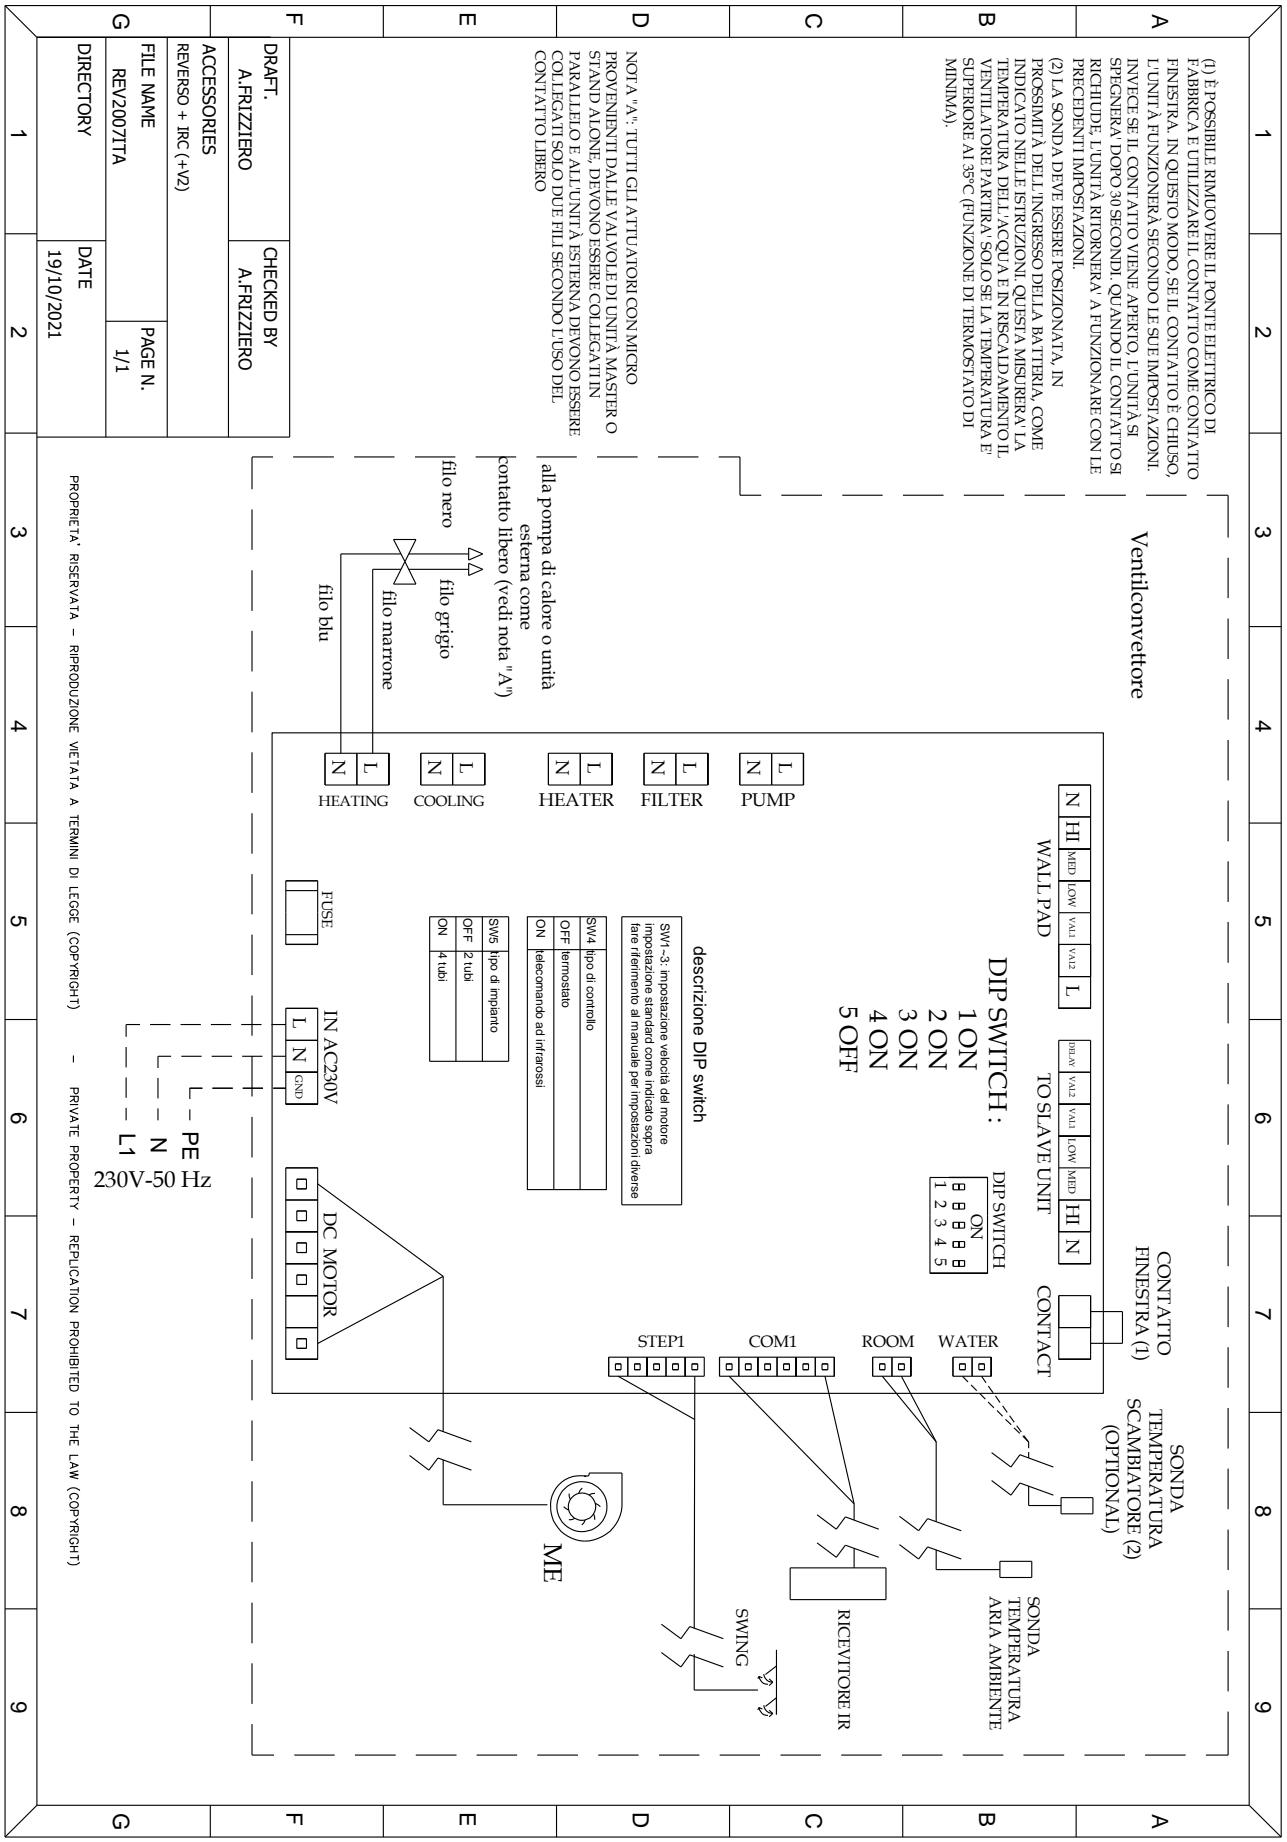 (1) È POSSIBILE RIMUOVERE IL PONTE ELETTRICO DI
FABBRICA E UTILIZZARE IL CONTATTO COME CONTATTO
FINESTRA. IN QUESTO MODO, SE IL CONTATTO È CHIUSO,
L'UNITÀ FUNZIONERÀ SECONDO LE SUE IMPOSTAZIONI.
INVECE SE IL CONTATTO VIENE APERTO, L'UNITÀ SI
SPEGNERA' DOPO 30 SECONDI. QUANDO IL CONTATTO SI
RICHIUDE, L'UNITÀ RITORNERA' A FUNZIONARE CON LE
PRECEDENTI IMPOSTAZIONI.
(2) LA SONDA DEVE ESSERE POSIZIONATA, IN
PROSSIMITÀ DELL'INGRESSO DELLA BATTERIA, COME
INDICATO NELLE ISTRUZIONI. QUESTA MISURERA' LA
TEMPERATURA DELL'ACQUA E IN RISCALDAMENTO IL
VENTILATORE PARTIRA' SOLO SE LA TEMPERATURA E'
SUPERIORE AI 35°C (FUNZIONE DI TERMOSTATO DI
MINIMA).
NOTA "A": TUTTI GLI ATTUATORI CON MICRO
PROVENIENTI DALLE VALVOLE DI UNITÀ MASTER O
STAND ALONE, DEVONO ESSERE COLLEGATI IN
PARALLELO E ALL'UNITÀ ESTERNA DEVONO ESSERE
COLLEGATI SOLO DUE FILI SECONDO L'USO DEL
CONTATTO LIBERO
Ventilconvettore
CONTATTO
FINESTRA (1)
SONDA
TEMPERATURA
SCAMBIATORE (2)
(OPTIONAL)
N HI MED LOW VAL1 VAL2 L
WALL PAD
DELAY VAL2 VAL1 LOW MED HI N
TO SLAVE UNIT
CONTACT
DIP SWITCH :
1 ON
2 ON
3 ON
4 ON
5 OFF
DIP SWITCH
ON
1 2 3 4 5
WATER
ROOM
COM1
STEP1
SONDA
TEMPERATURA
ARIA AMBIENTE
RICEVITORE IR
SWING
ME
L N
PUMP
L N
FILTER
L N
HEATER
L N
COOLING
L N
HEATING
descrizione DIP switch
SW1~3: impostazione velocità del motore
impostazione standard come indicato sopra
fare riferimento al manuale per impostazioni diverse
SW4 tipo di controllo
OFF termostato
ON telecomando ad infrarossi
SW5 tipo di impianto
OFF 2 tubi
ON 4 tubi
alla pompa di calore o unità
esterna come
contatto libero (vedi nota "A")
filo nero
filo grigio
filo marrone
filo blu
FUSE
IN AC230V
L N GND
DC MOTOR
PE
N
L1
230V-50 Hz
DRAFT.
A.FRIZZIERO
CHECKED BY
A.FRIZZIERO
ACCESSORIES
REVERSO + IRC (+V2)
FILE NAME
REV2007ITA
PAGE N.
1/1
DIRECTORY
DATE
19/10/2021
PROPRIETA' RISERVATA - RIPRODUZIONE VIETATA A TERMINI DI LEGGE (COPYRIGHT) - PRIVATE PROPERTY - REPLICATION PROHIBITED TO THE LAW (COPYRIGHT)
1 2 3 4 5 6 7 8 9
1 2 3 4 5 6 7 8 9
A B C D E F G
A B C D E F G